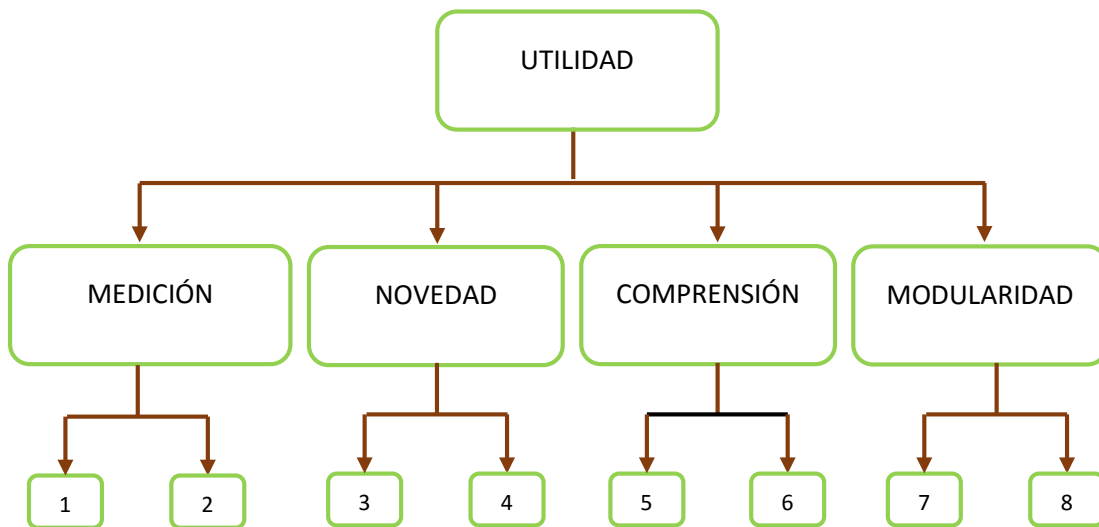 UTILIDAD
MEDICIÓN
NOVEDAD
COMPRENSIÓN
MODULARIDAD
1
2
3
4
5
6
7
8